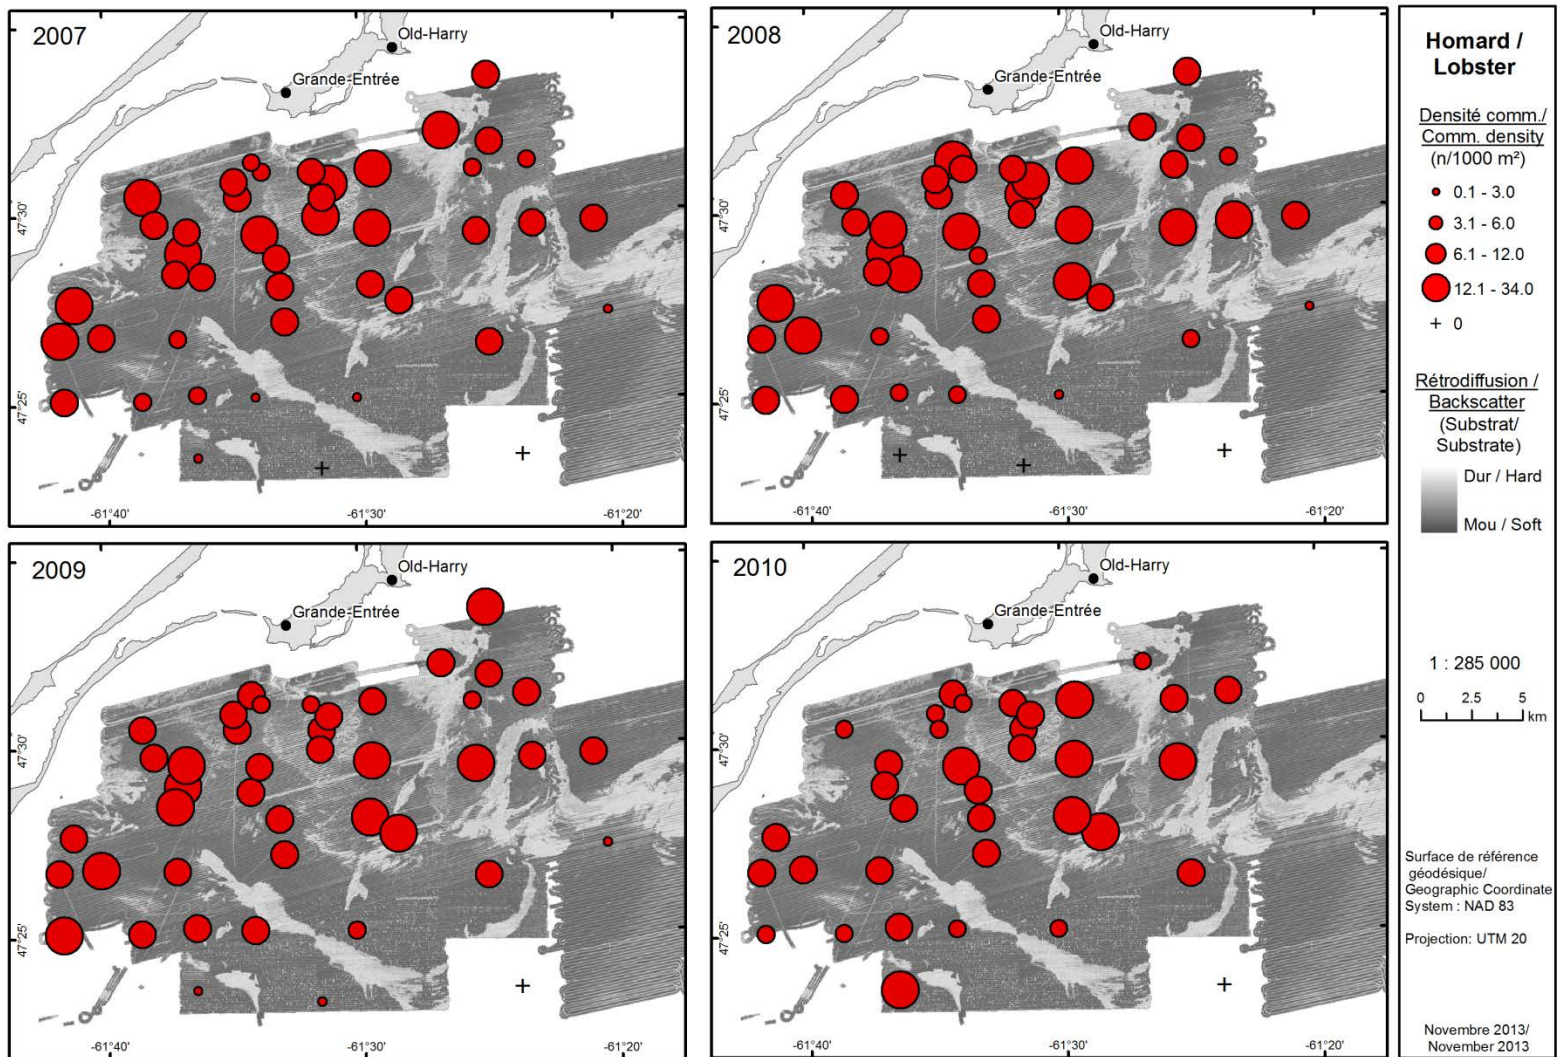 2007
Old-Harry
Grande-Entrée
47°30'
47°25'
-61°40'
-61°30'
-61°20'
2008
Old-Harry
Grande-Entrée
47°30'
47°25'
-61°40'
-61°30'
-61°20'
2009
Old-Harry
Grande-Entrée
47°30'
47°25'
-61°40'
-61°30'
-61°20'
2010
Old-Harry
Grande-Entrée
47°30'
47°25'
-61°40'
-61°30'
-61°20'
Homard /
Lobster
Densité comm./
Comm. density
(n/1000 m²)
0.1 - 3.0
3.1 - 6.0
6.1 - 12.0
12.1 - 34.0
+ 0
Rétrodiffusion /
Backscatter
(Substrat/
Substrate)
Dur / Hard
Mou / Soft
1 : 285 000
0 2.5 5
km
Surface de référence
géodésique/
Geographic Coordinate
System : NAD 83
Projection: UTM 20
Novembre 2013/
November 2013